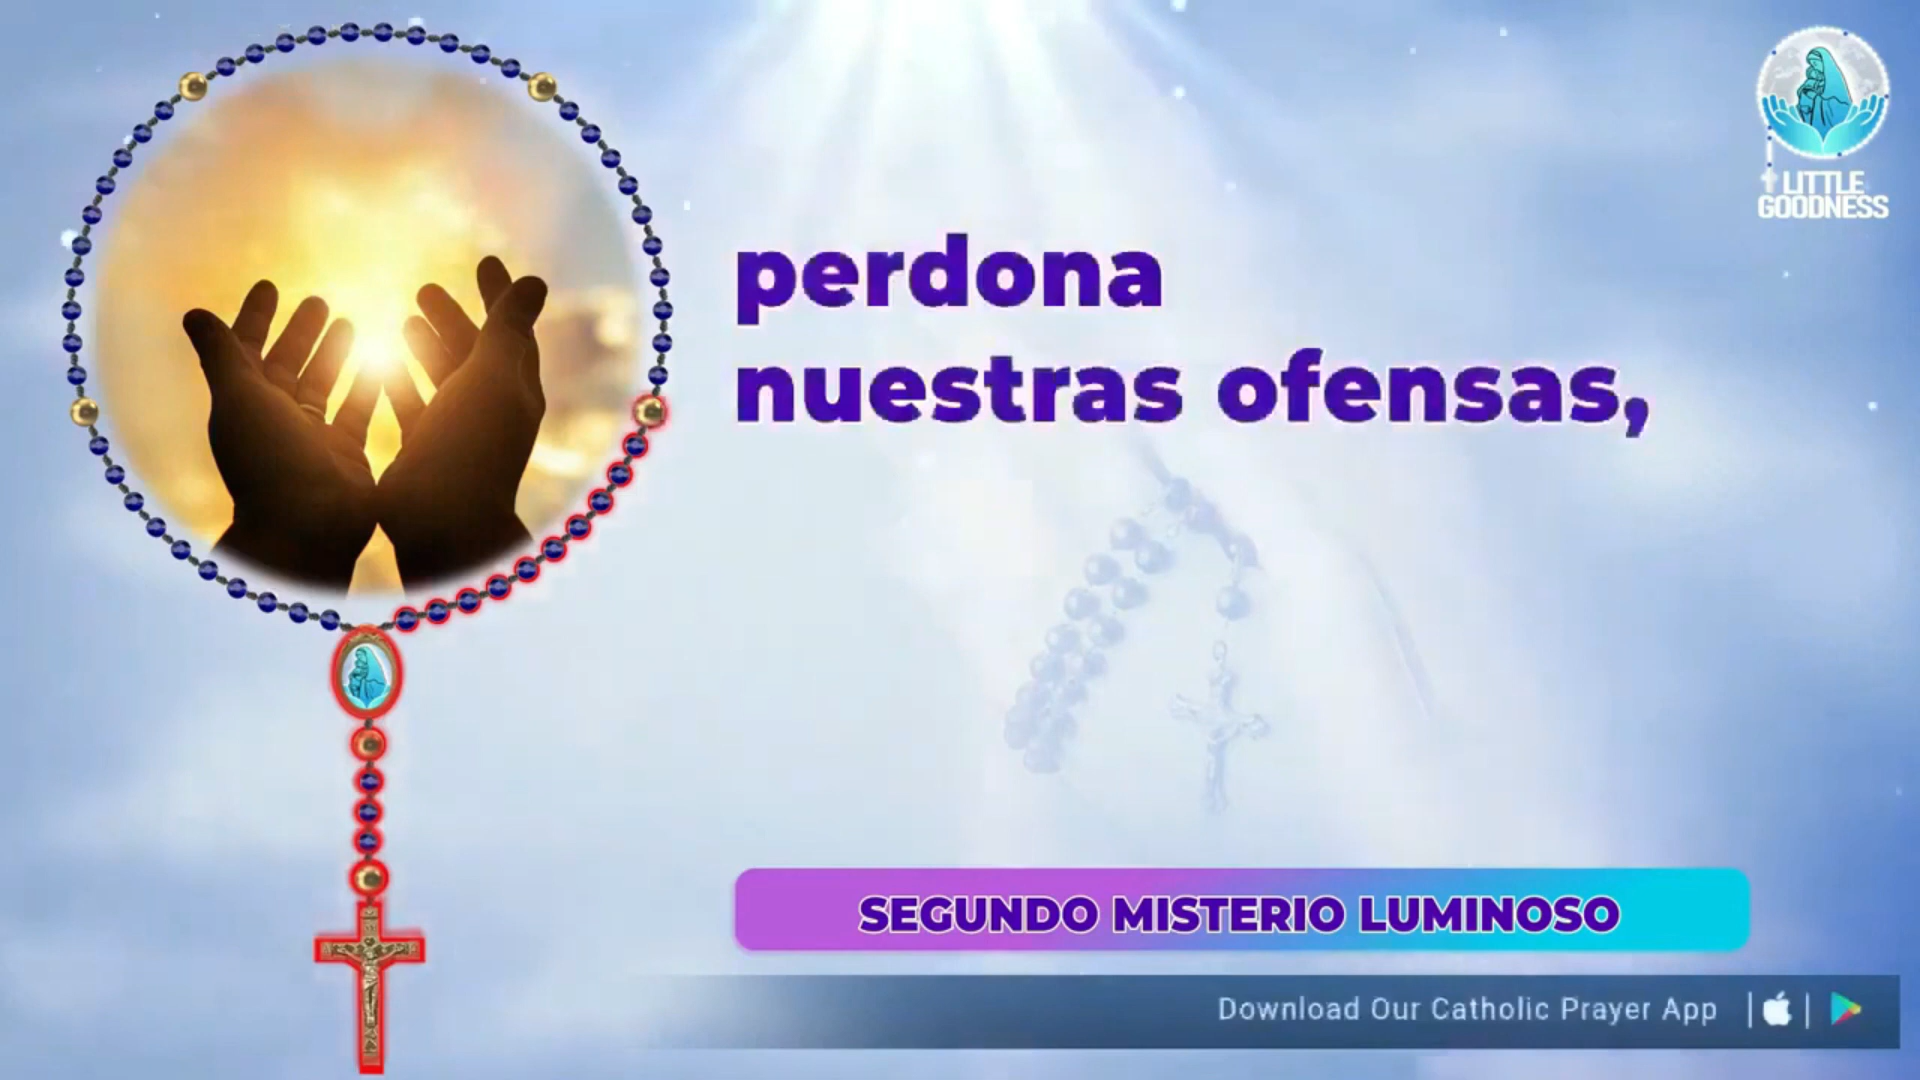 LITTLE
GOODNESS
perdona
nuestras ofensas,
SEGUNDO MISTERIO LUMINOSO
Download Our Catholic Prayer App